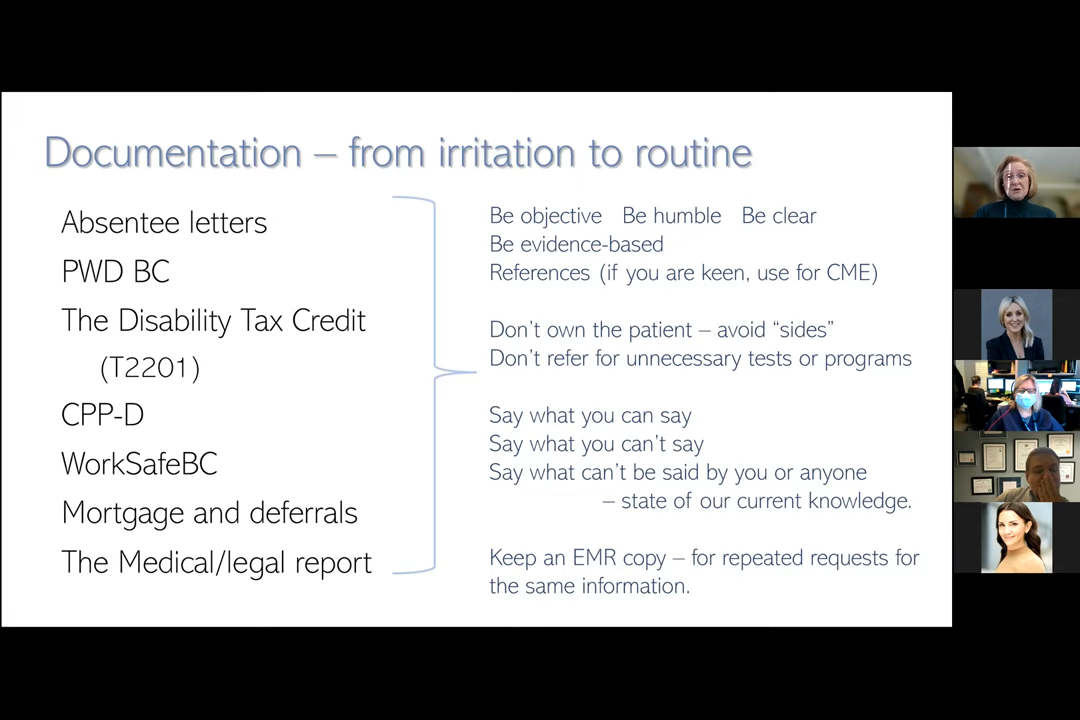 Documentation – from irritation to routine
Absentee letters
PWD BC
The Disability Tax Credit
(T2201)
CPP-D
WorkSafeBC
Mortgage and deferrals
The Medical/legal report
Be objective Be humble Be clear
Be evidence-based
References (if you are keen, use for CME)
Don't own the patient – avoid "sides"
Don't refer for unnecessary tests or programs
Say what you can say
Say what you can't say
Say what can't be said by you or anyone
– state of our current knowledge.
Keep an EMR copy – for repeated requests for
the same information.